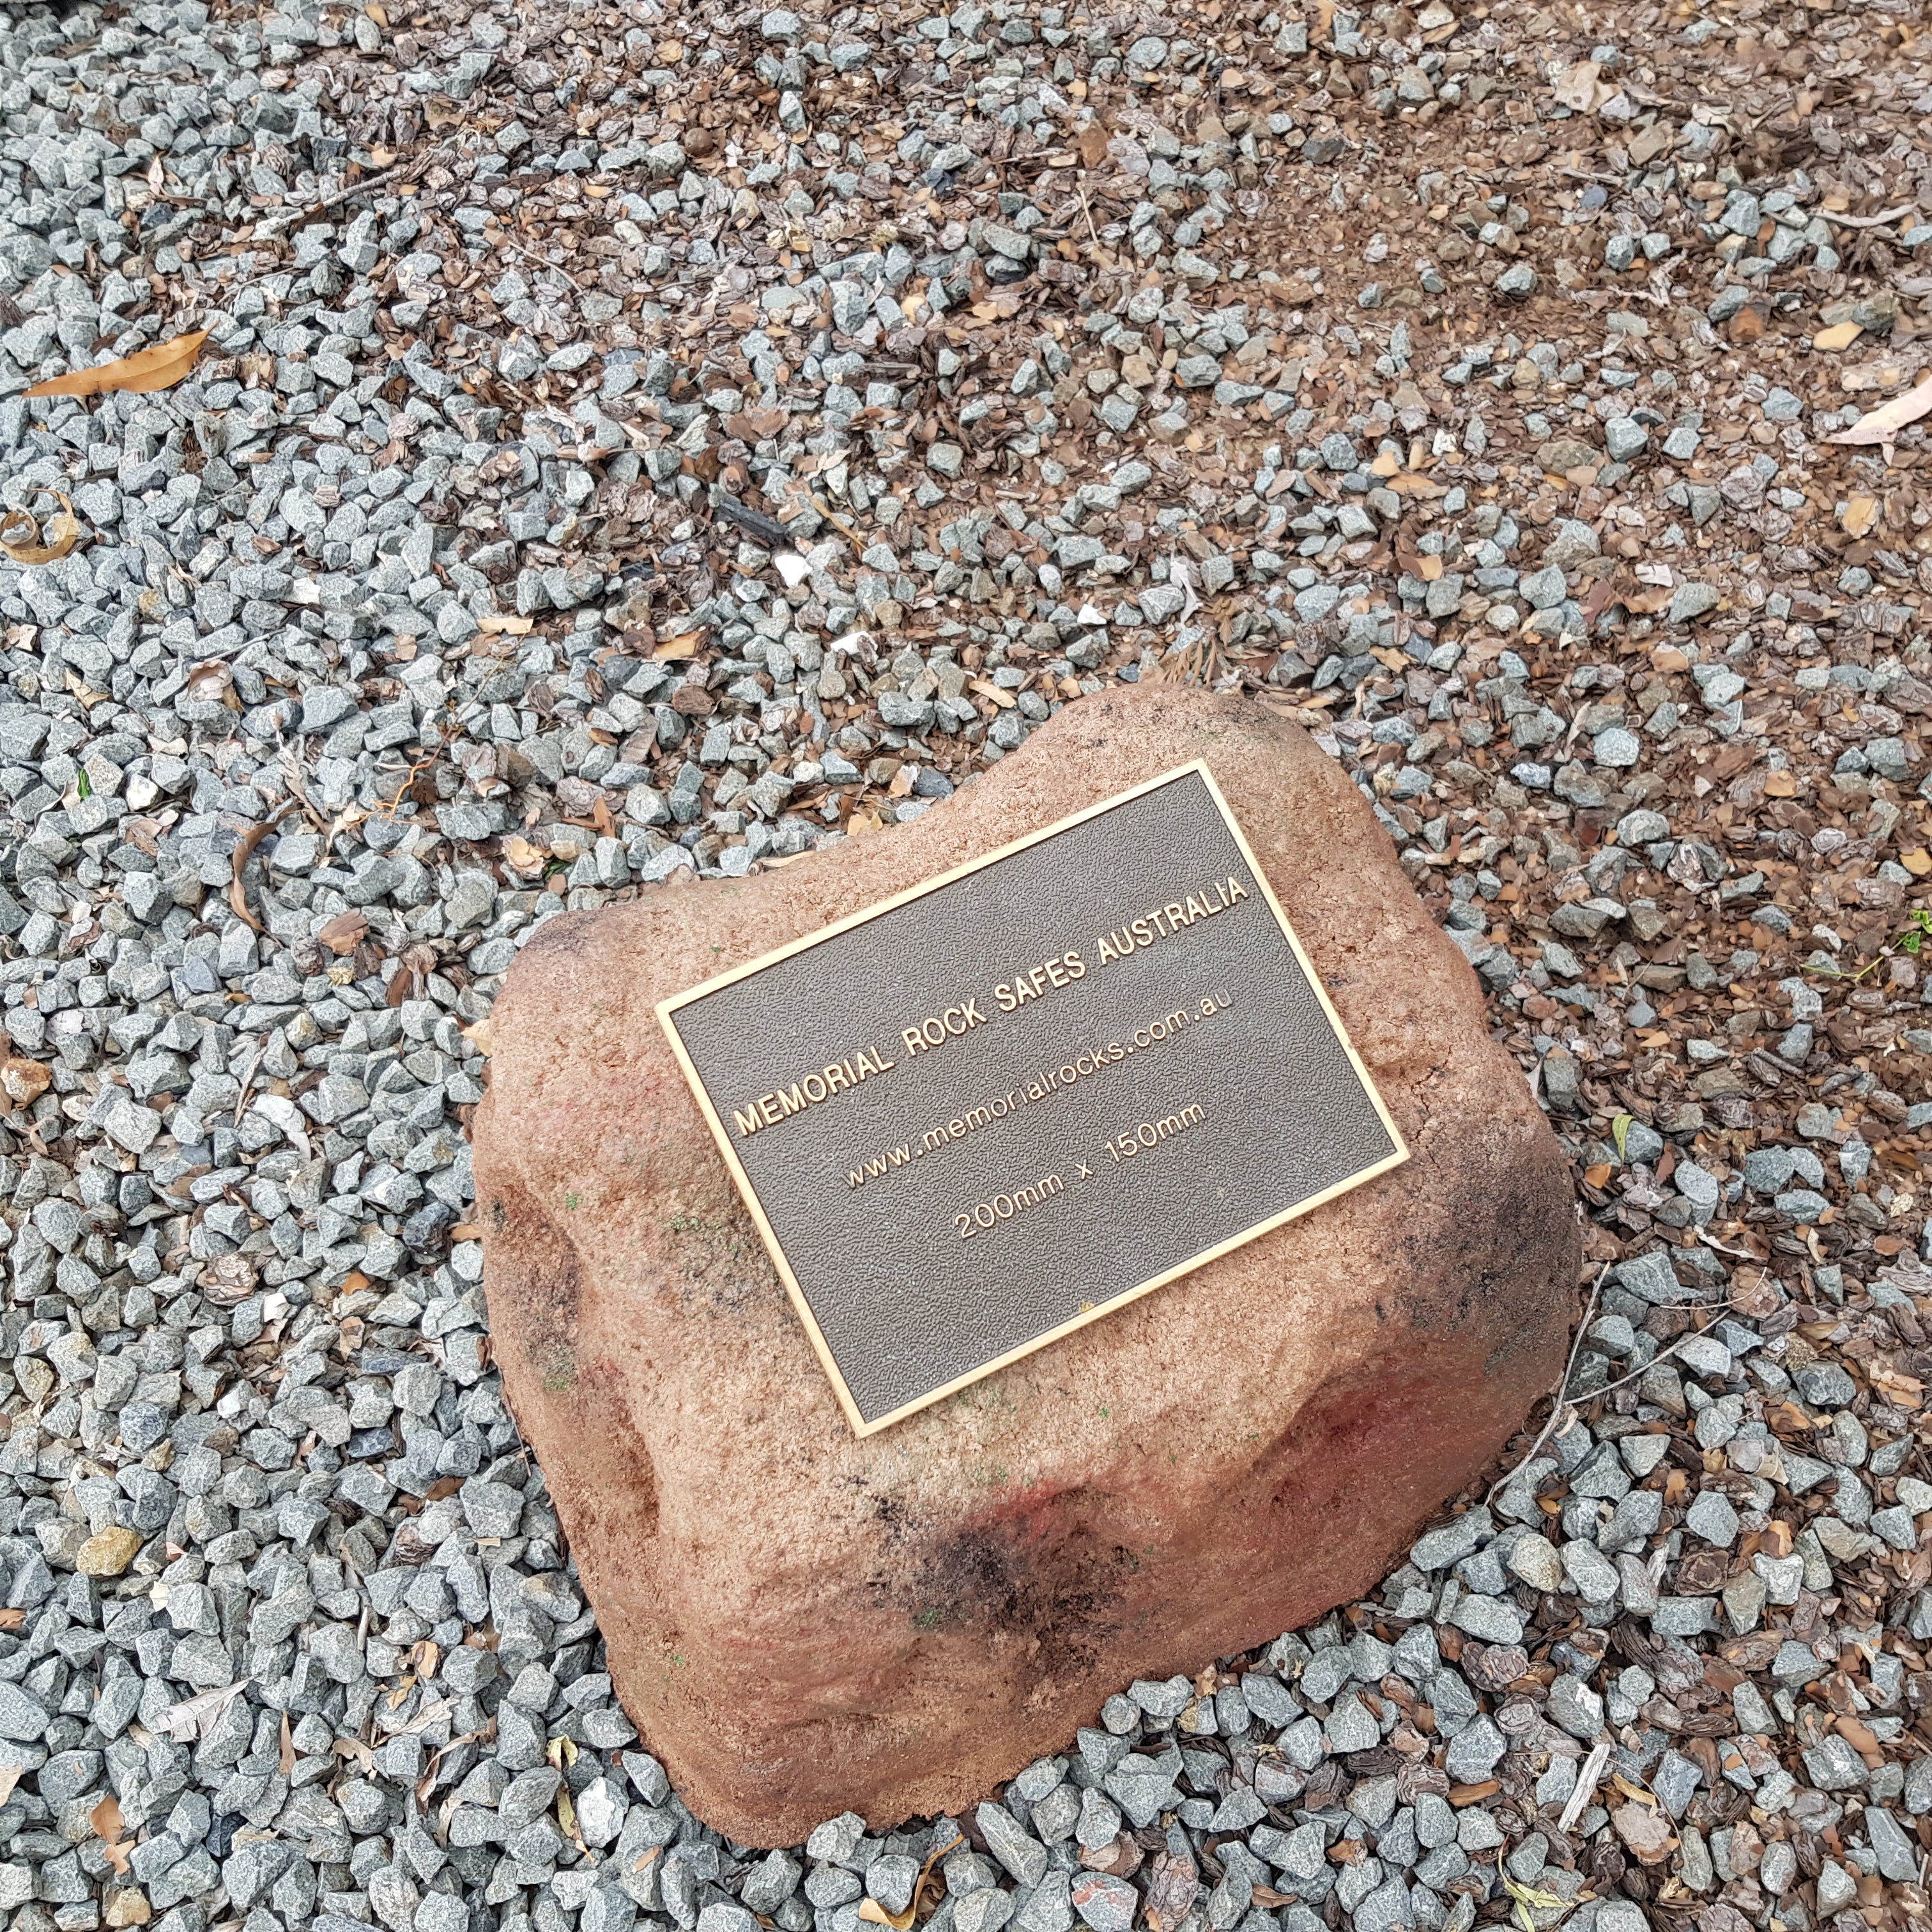 MEMORIAL ROCK SAFES AUSTRALIA
www.memorialrocks.com.au
200mm x 150mm